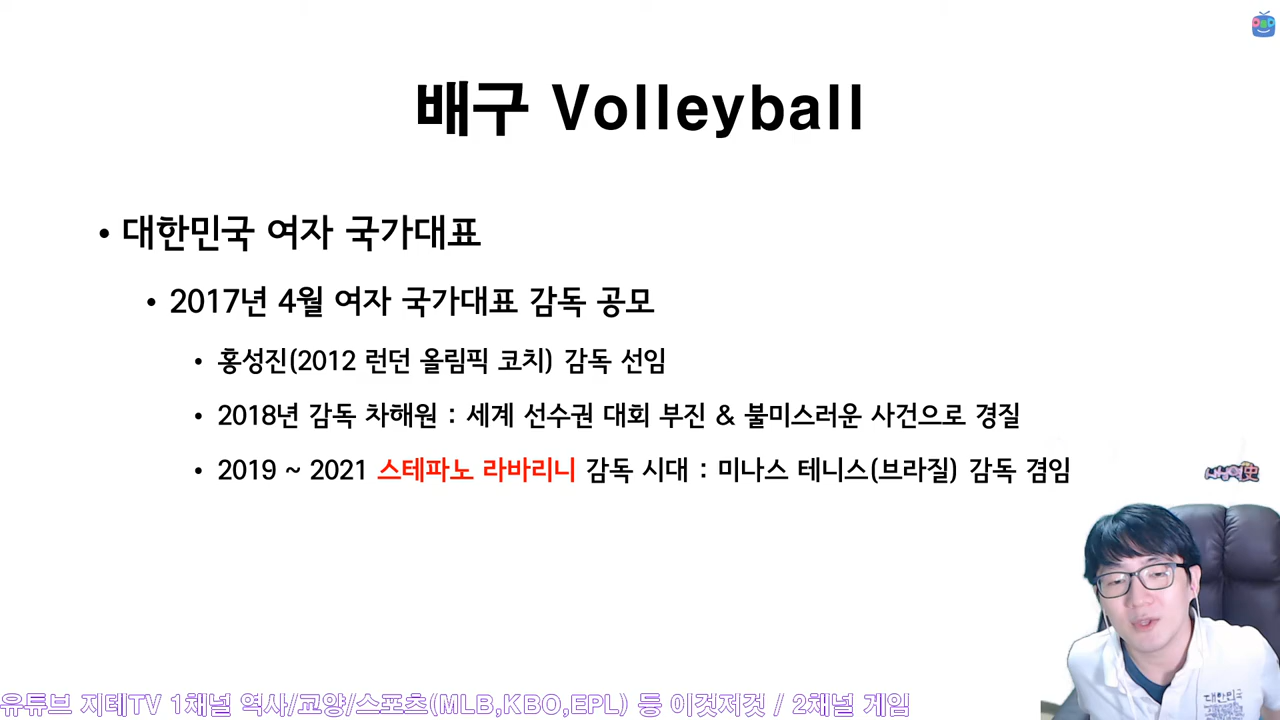 배구 Volleyball
• 대한민국 여자 국가대표
• 2017년 4월 여자 국가대표 감독 공모
• 홍성진(2012 런던 올림픽 코치) 감독 선임
• 2018년 감독 차해원 : 세계 선수권 대회 부진 & 불미스러운 사건으로 경질
• 2019 ~ 2021 스테파노 라바리니 감독 시대 : 미나스 테니스(브라질) 감독 겸임
대한민국
유튜브 지테TV 1채널 역사/교양/스포츠(MLB,KBO,EPL) 등 이것저것 / 2채널 게임